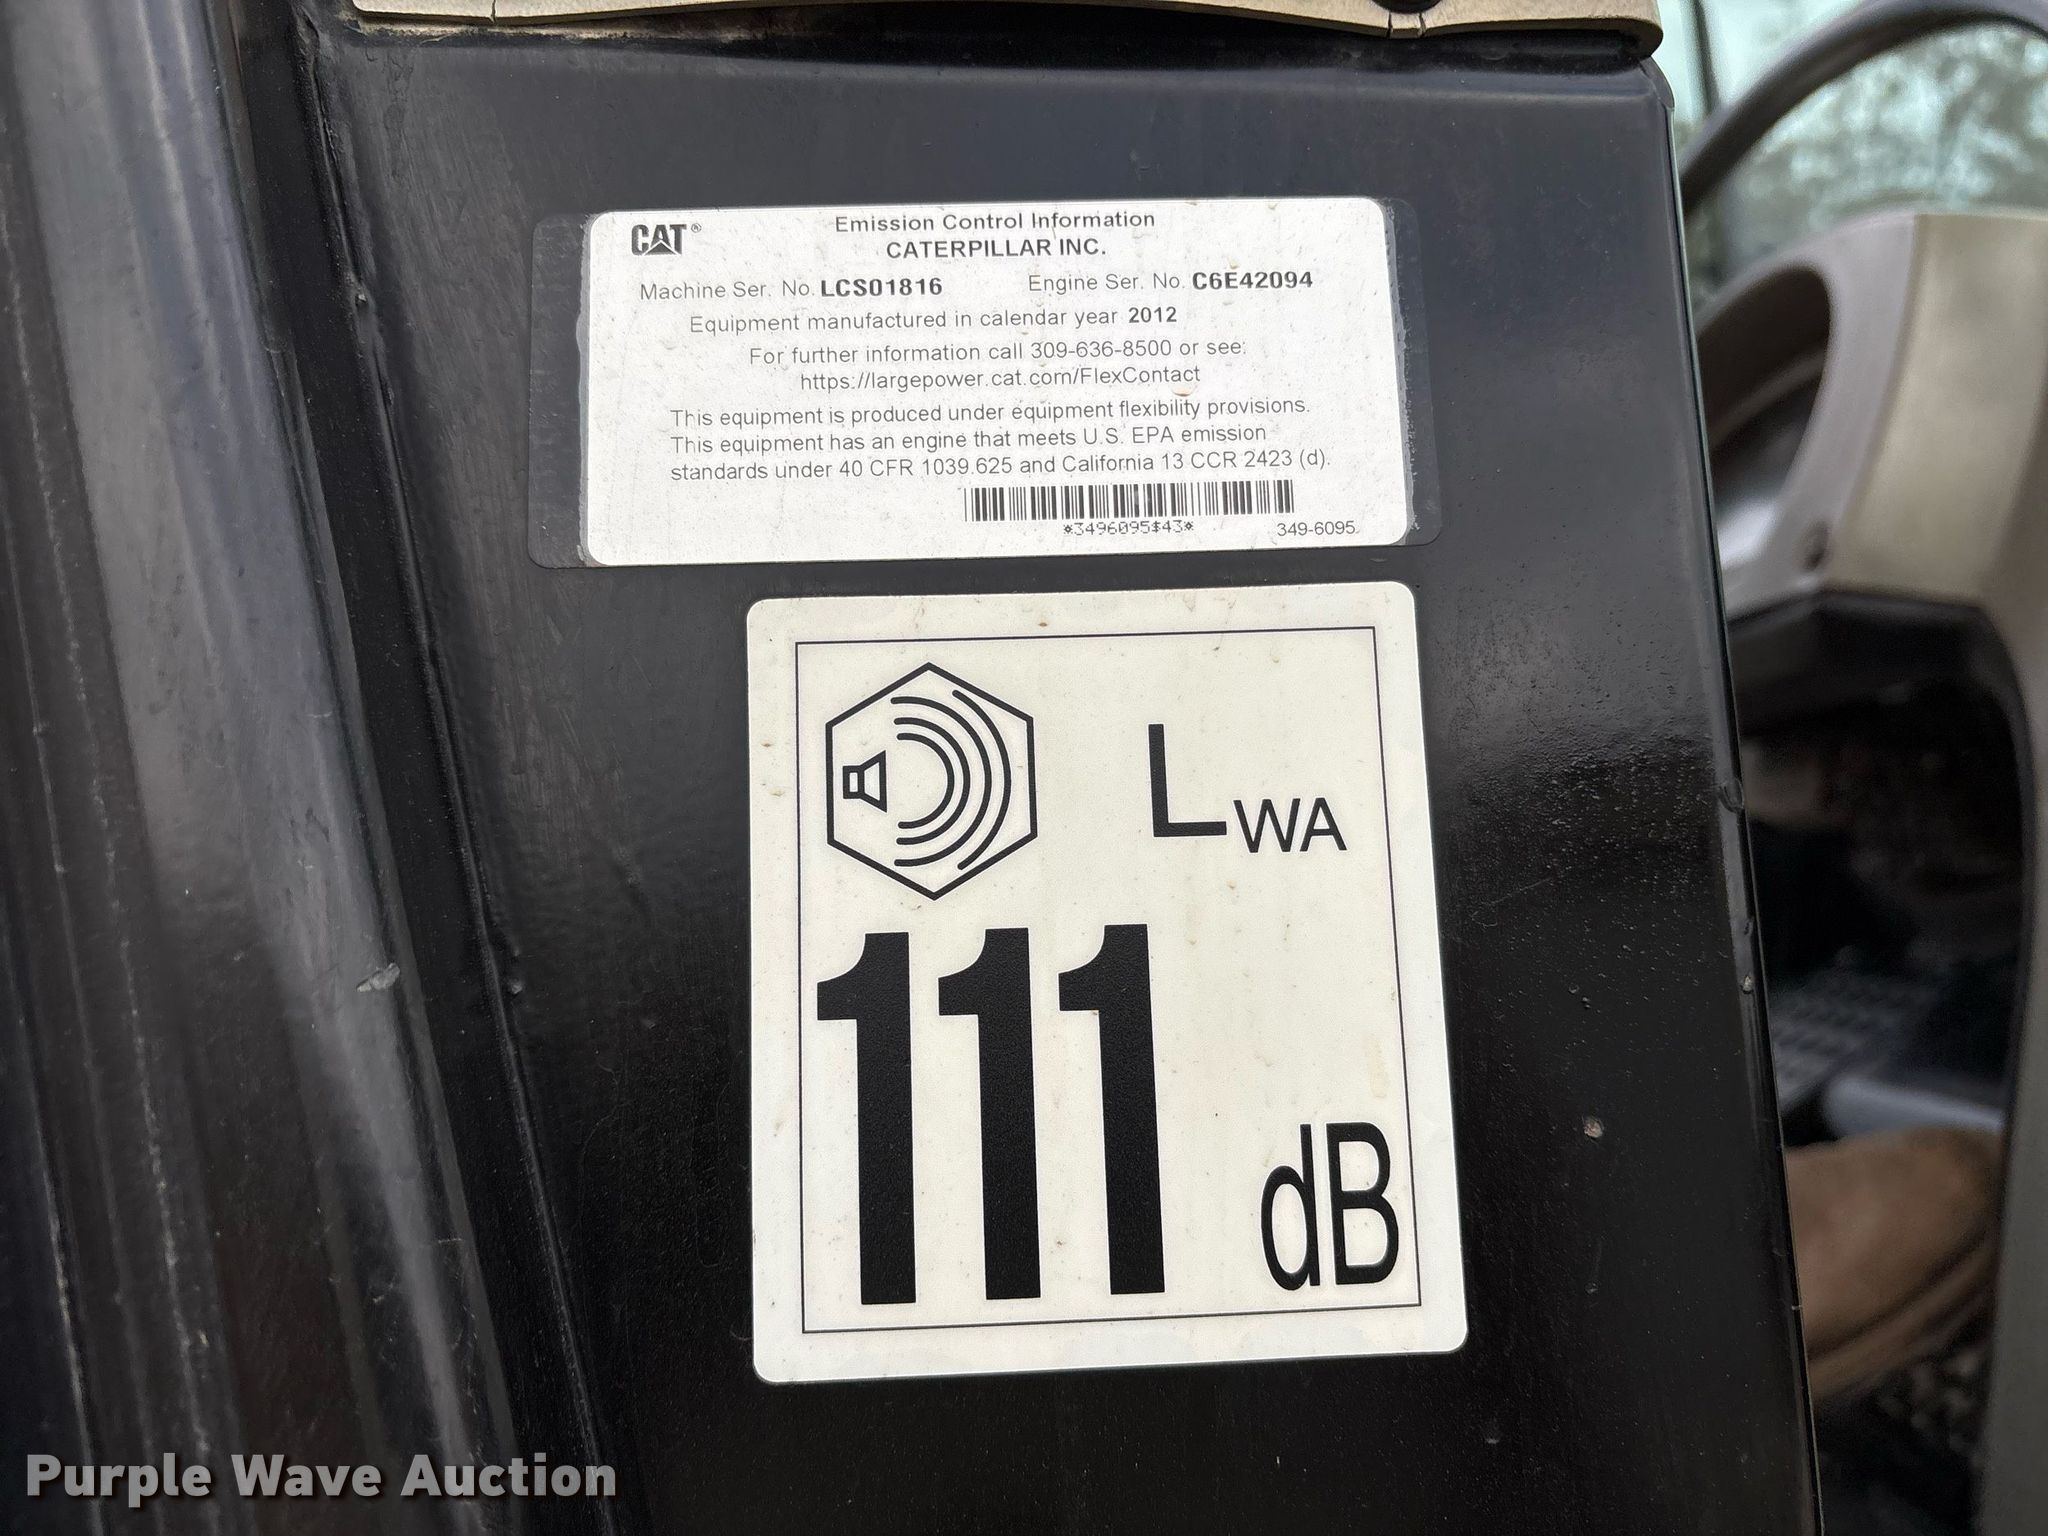 CAT®
Emission Control Information
CATERPILLAR INC.
Machine Ser. No. LCS01816 Engine Ser. No. C6E42094
Equipment manufactured in calendar year 2012
For further information call 309-636-8500 or see:
https://largepower.cat.com/FlexContact
This equipment is produced under equipment flexibility provisions.
This equipment has an engine that meets U.S. EPA emission
standards under 40 CFR 1039.625 and California 13 CCR 2423 (d).
*3496095$43* 349-6095
LWA
111
dB
Purple Wave Auction